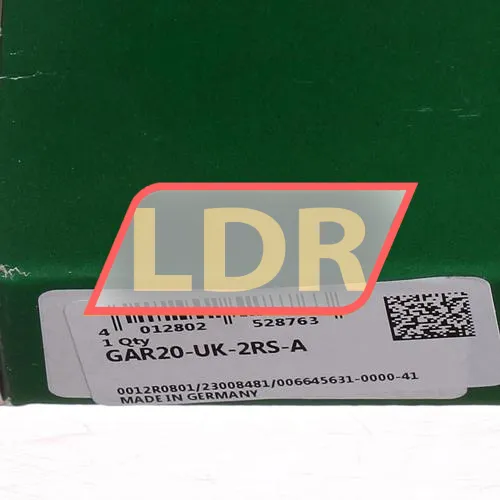 LDR
4 012802 528763
1 Qty
GAR20-UK-2RS-A
0012R0801/23008481/006645631-0000-41
MADE IN GERMANY